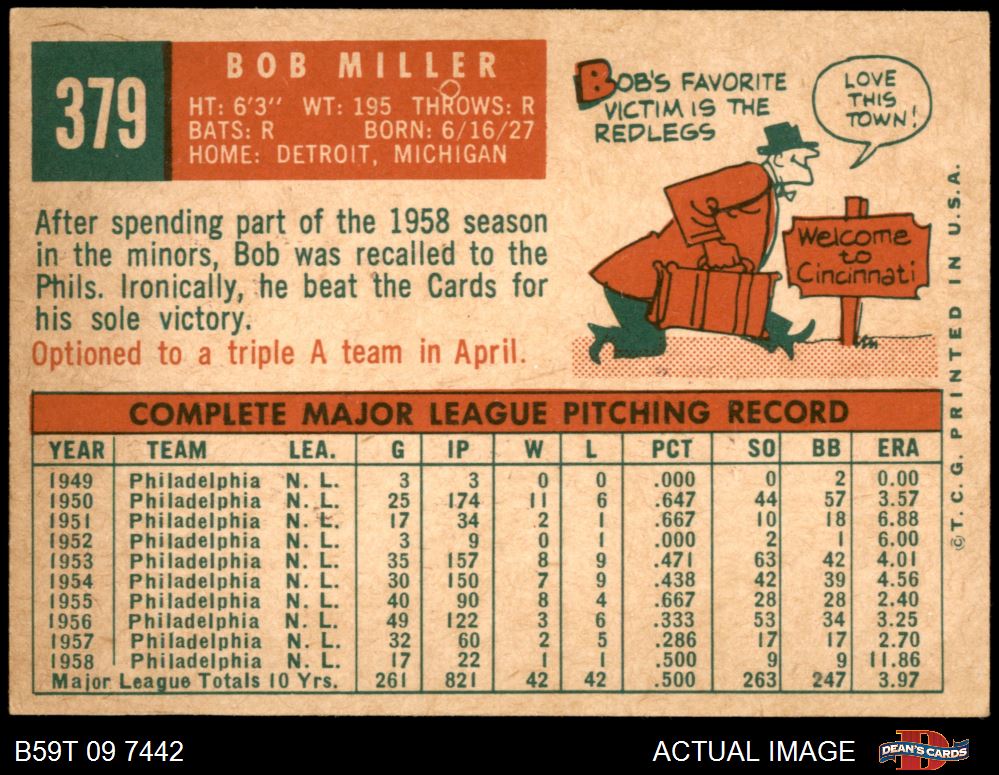 379
BOB MILLER
HT: 6'3" WT: 195 THROWS: R
BATS: R BORN: 6/16/27
HOME: DETROIT, MICHIGAN
BOB'S FAVORITE
VICTIM IS THE
REDLEGS
LOVE
THIS
TOWN!
Welcome
to
Cincinnati
After spending part of the 1958 season
in the minors, Bob was recalled to the
Phils. Ironically, he beat the Cards for
his sole victory.
Optioned to a triple A team in April.
COMPLETE MAJOR LEAGUE PITCHING RECORD
YEAR TEAM LEA. G IP W L PCT SO BB ERA
1949 Philadelphia N. L. 3 3 0 0 .000 0 2 0.00
1950 Philadelphia N. L. 25 174 11 6 .647 44 57 3.57
1951 Philadelphia N. L. 17 34 2 1 .667 10 18 6.88
1952 Philadelphia N. L. 3 9 0 1 .000 2 1 6.00
1953 Philadelphia N. L. 35 157 8 9 .471 63 42 4.01
1954 Philadelphia N. L. 30 150 7 9 .438 42 39 4.56
1955 Philadelphia N. L. 40 90 8 4 .667 28 28 2.40
1956 Philadelphia N. L. 49 122 3 6 .333 53 34 3.25
1957 Philadelphia N. L. 32 60 2 5 .286 17 17 2.70
1958 Philadelphia N. L. 17 22 1 1 .500 9 9 11.86
Major League Totals 10 Yrs. 261 821 42 42 .500 263 247 3.97
©T. C. G. PRINTED IN U. S. A.
B59T 09 7442
ACTUAL IMAGE
DEAN'S CARDS